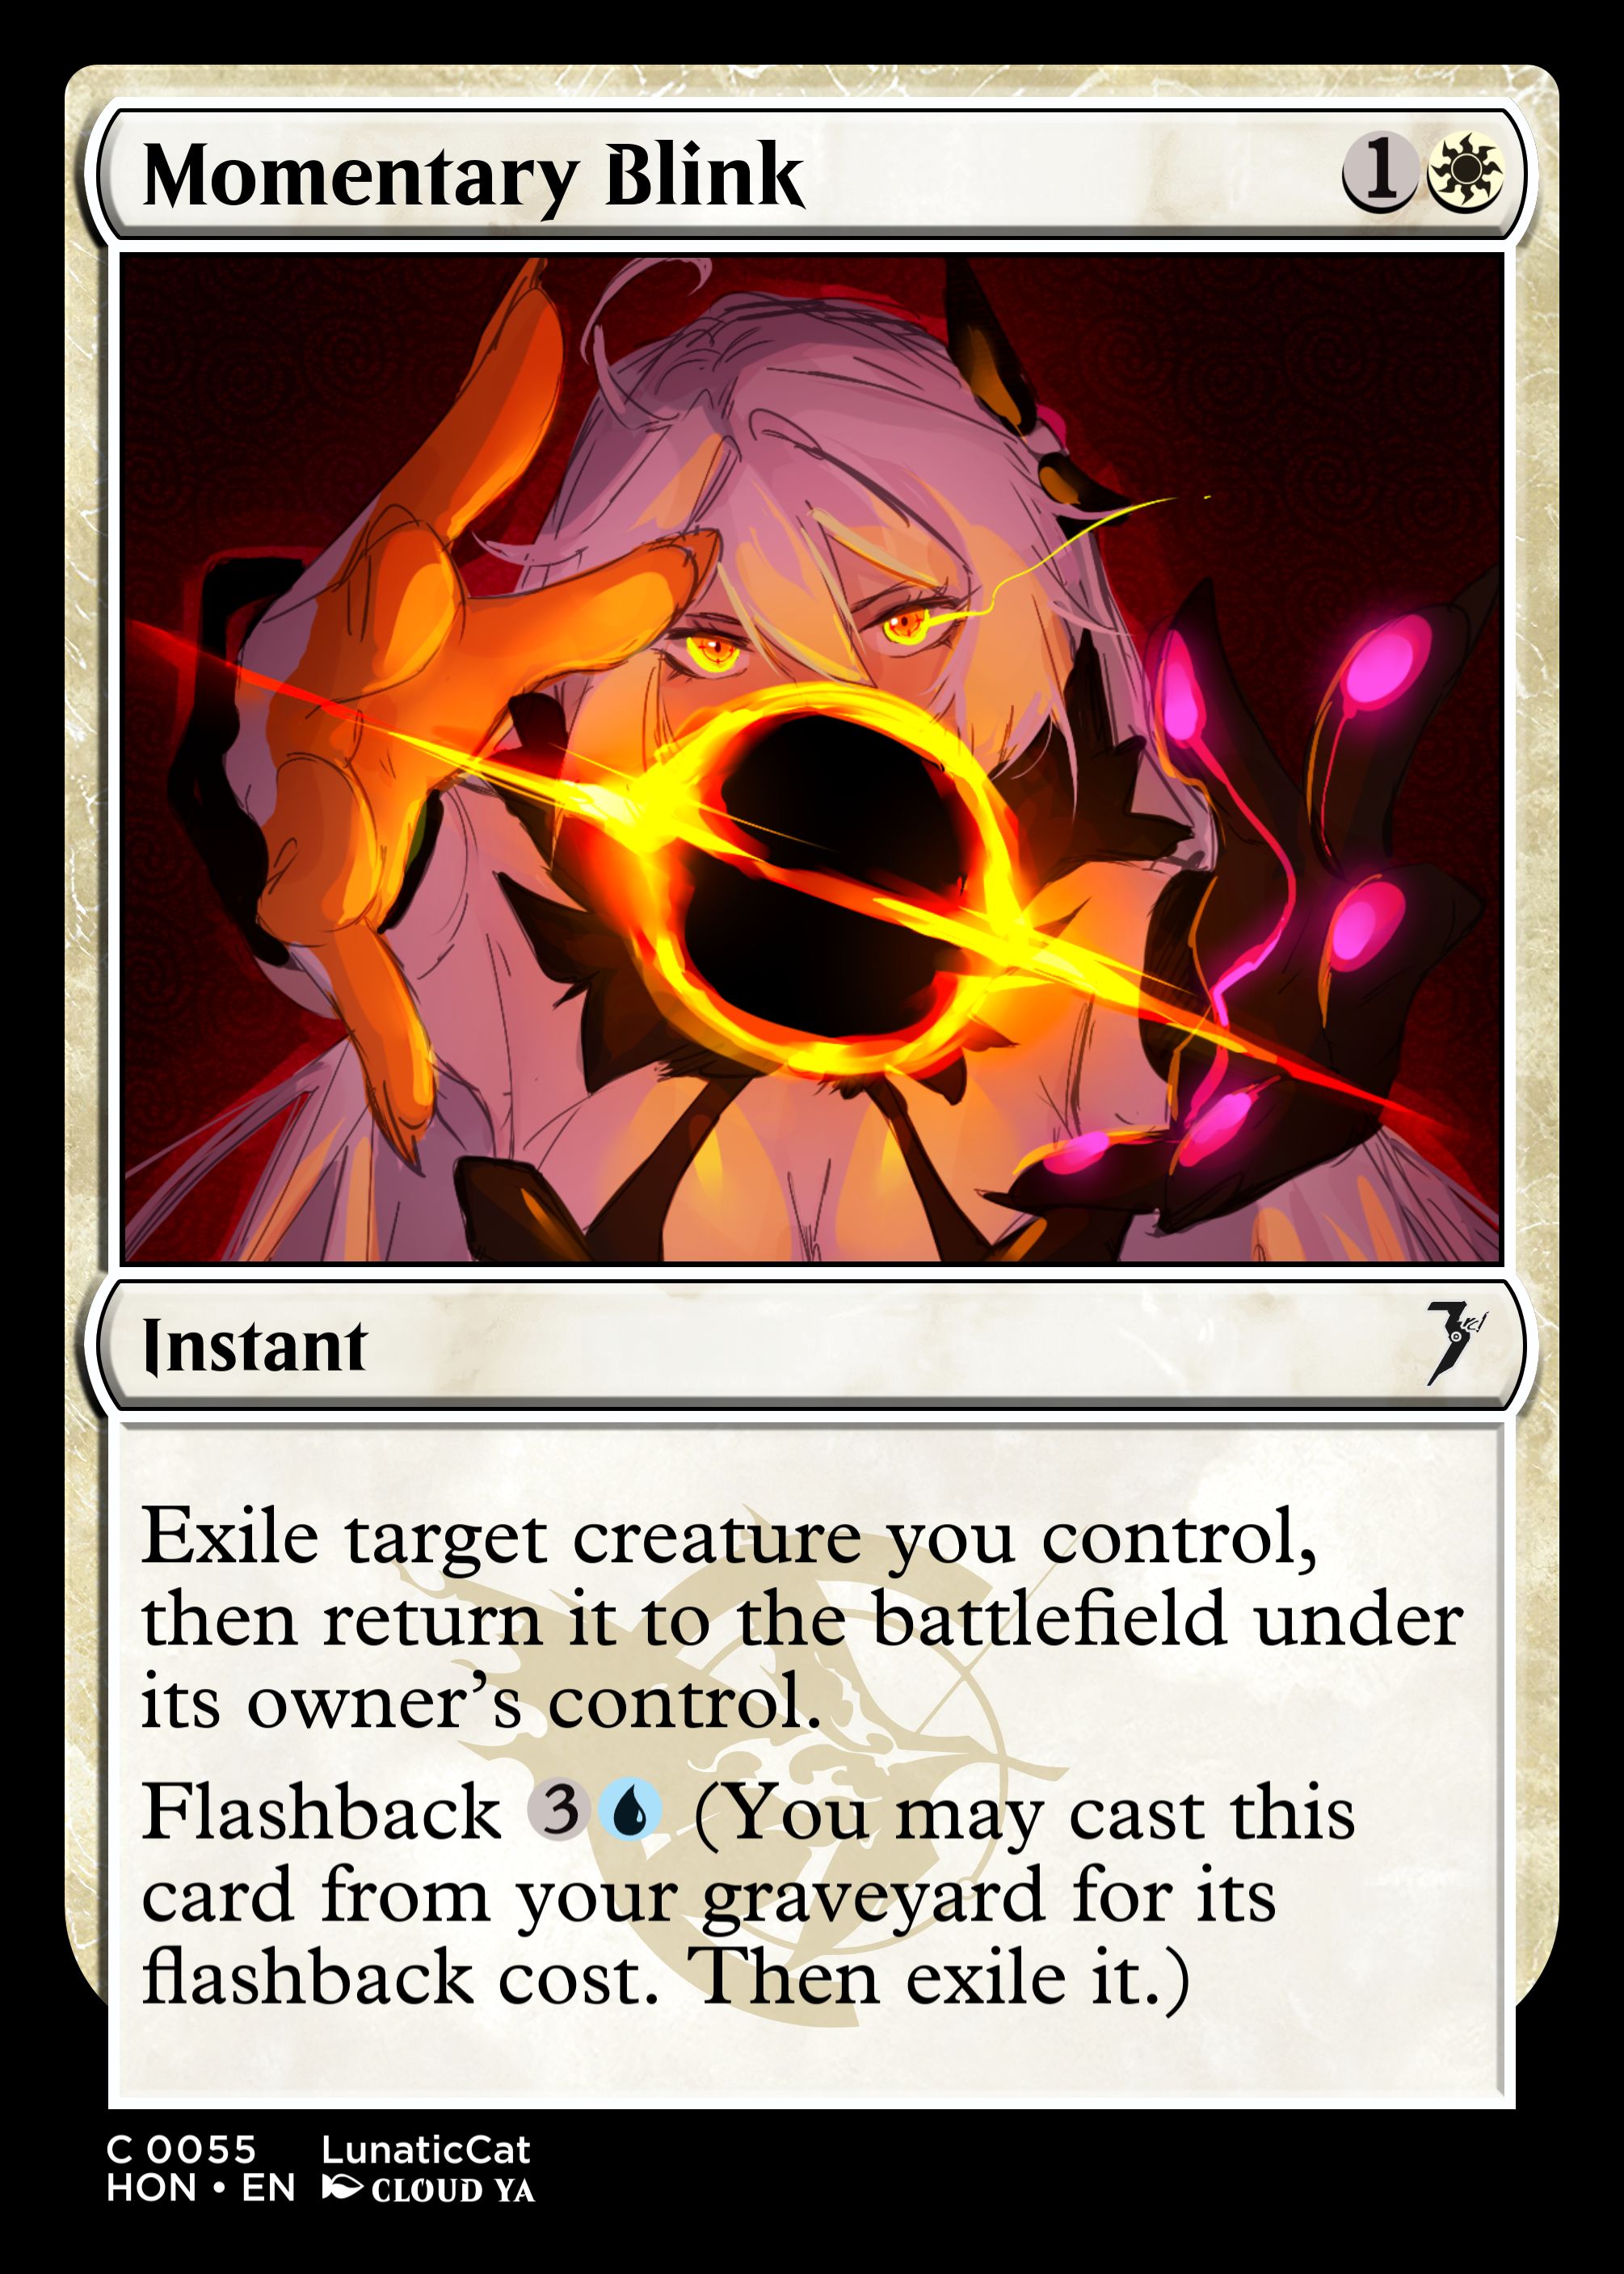 Momentary Blink 1
Instant 3rd
Exile target creature you control,
then return it to the battlefield under
its owner's control.
Flashback 3 (You may cast this
card from your graveyard for its
flashback cost. Then exile it.)
C 0055 LunaticCat
HON • EN CLOUD YA